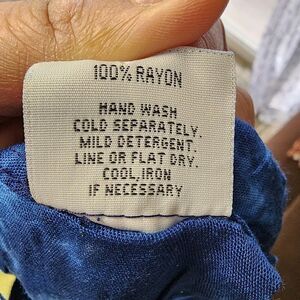 100% RAYON
HAND WASH
COLD SEPARATELY.
MILD DETERGENT.
LINE OR FLAT DRY.
COOL,IRON
IF NECESSARY